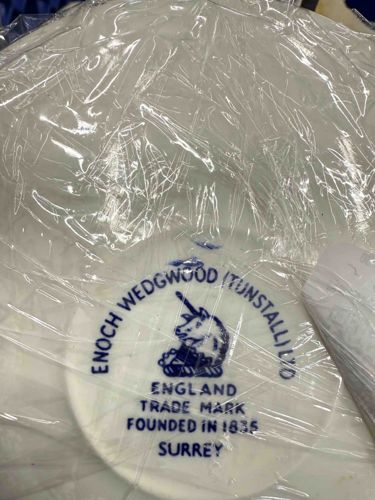 ENOCH WEDGWOOD (TUNSTALL) LTD
ENGLAND
TRADE MARK
FOUNDED IN 1835
SURREY